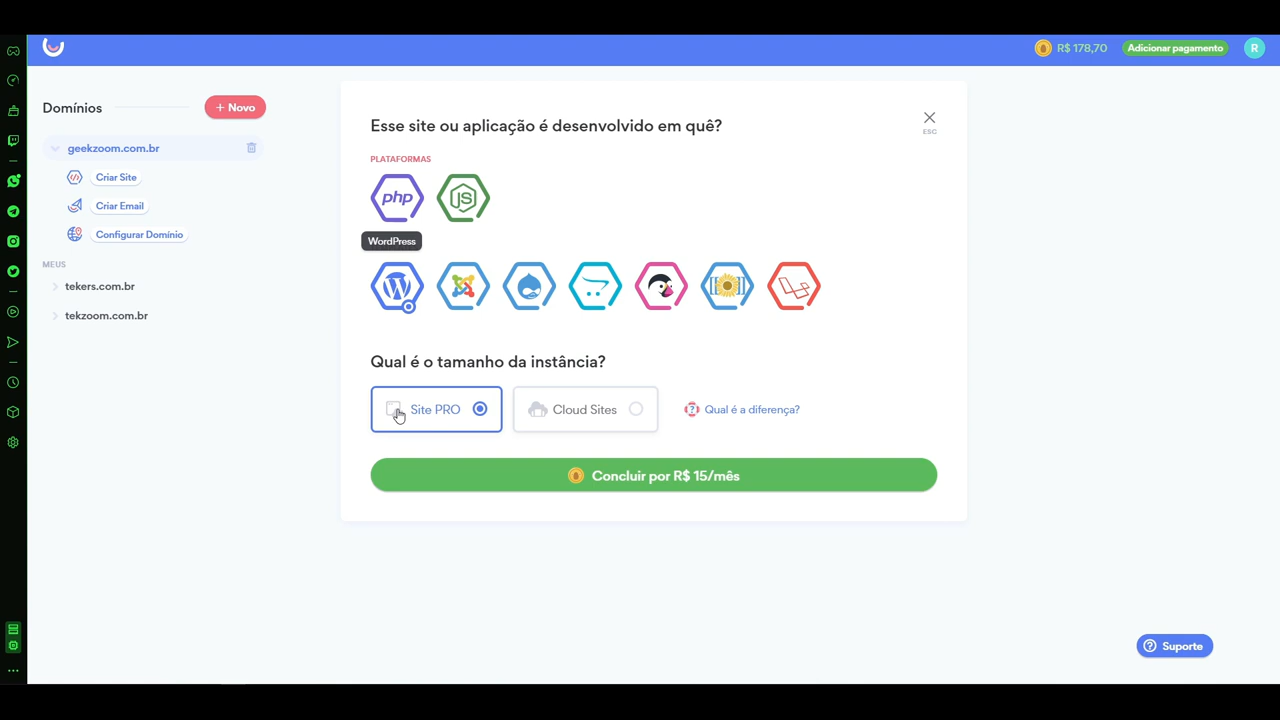 R$ 178,70
Adicionar pagamento
R
Domínios
+ Novo
geekzoom.com.br
Criar Site
Criar Email
Configurar Domínio
MEUS
tekers.com.br
tekzoom.com.br
Esse site ou aplicação é desenvolvido em quê?
ESC
PLATAFORMAS
php
JS
WordPress
Qual é o tamanho da instância?
Site PRO
Cloud Sites
? Qual é a diferença?
Concluir por R$ 15/mês
? Suporte